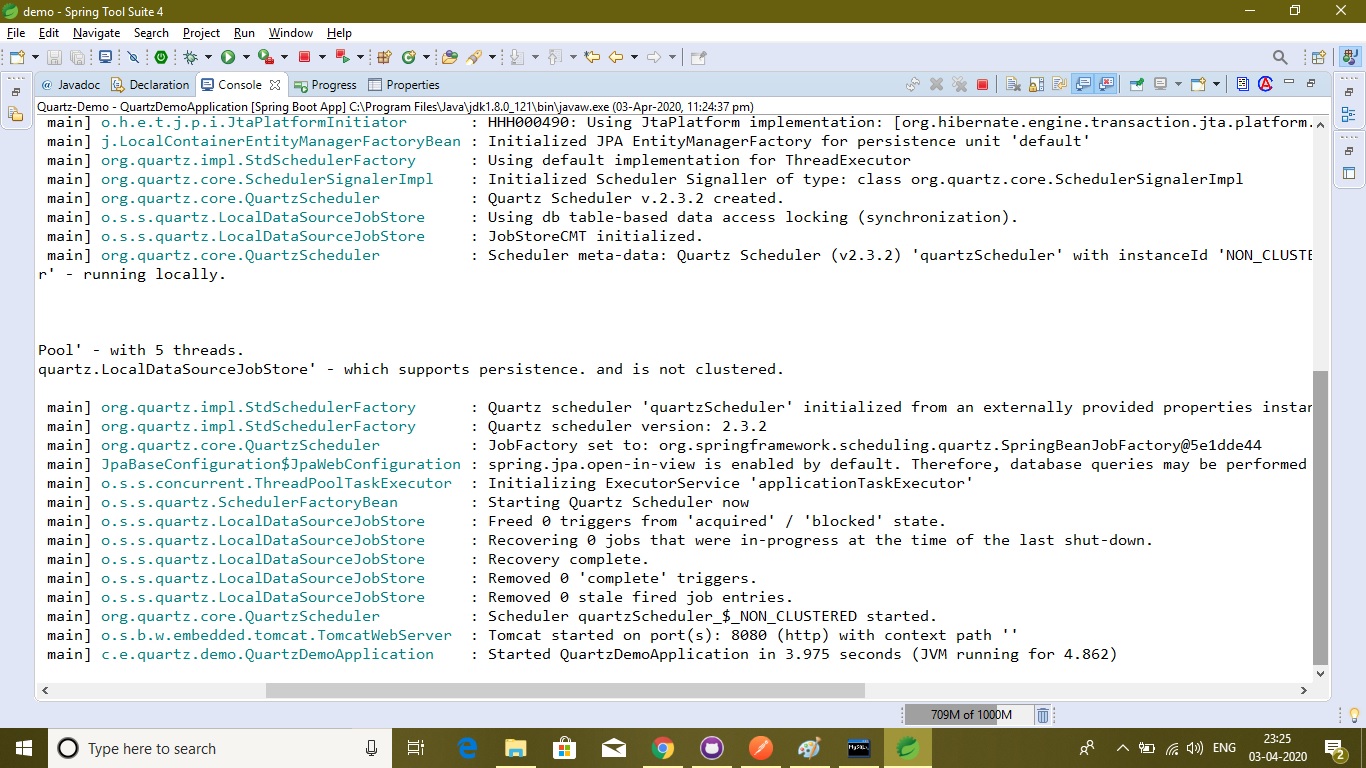 demo - Spring Tool Suite 4
File Edit Navigate Search Project Run Window Help
@ Javadoc Declaration Console Progress Properties
Quartz-Demo - QuartzDemoApplication [Spring Boot App] C:\Program Files\Java\jdk1.8.0_121\bin\javaw.exe (03-Apr-2020, 11:24:37 pm)
main] o.h.e.t.j.p.i.JtaPlatformInitiator : HHH000490: Using JtaPlatform implementation: [org.hibernate.engine.transaction.jta.platform.
main] j.LocalContainerEntityManagerFactoryBean : Initialized JPA EntityManagerFactory for persistence unit 'default'
main] org.quartz.impl.StdSchedulerFactory : Using default implementation for ThreadExecutor
main] org.quartz.core.SchedulerSignalerImpl : Initialized Scheduler Signaller of type: class org.quartz.core.SchedulerSignalerImpl
main] org.quartz.core.QuartzScheduler : Quartz Scheduler v.2.3.2 created.
main] o.s.s.quartz.LocalDataSourceJobStore : Using db table-based data access locking (synchronization).
main] o.s.s.quartz.LocalDataSourceJobStore : JobStoreCMT initialized.
main] org.quartz.core.QuartzScheduler : Scheduler meta-data: Quartz Scheduler (v2.3.2) 'quartzScheduler' with instanceId 'NON_CLUSTE
r' - running locally.
Pool' - with 5 threads.
quartz.LocalDataSourceJobStore' - which supports persistence. and is not clustered.
main] org.quartz.impl.StdSchedulerFactory : Quartz scheduler 'quartzScheduler' initialized from an externally provided properties instan
main] org.quartz.impl.StdSchedulerFactory : Quartz scheduler version: 2.3.2
main] org.quartz.core.QuartzScheduler : JobFactory set to: org.springframework.scheduling.quartz.SpringBeanJobFactory@5e1dde44
main] JpaBaseConfiguration$JpaWebConfiguration : spring.jpa.open-in-view is enabled by default. Therefore, database queries may be performed
main] o.s.s.concurrent.ThreadPoolTaskExecutor : Initializing ExecutorService 'applicationTaskExecutor'
main] o.s.s.quartz.SchedulerFactoryBean : Starting Quartz Scheduler now
main] o.s.s.quartz.LocalDataSourceJobStore : Freed 0 triggers from 'acquired' / 'blocked' state.
main] o.s.s.quartz.LocalDataSourceJobStore : Recovering 0 jobs that were in-progress at the time of the last shut-down.
main] o.s.s.quartz.LocalDataSourceJobStore : Recovery complete.
main] o.s.s.quartz.LocalDataSourceJobStore : Removed 0 'complete' triggers.
main] o.s.s.quartz.LocalDataSourceJobStore : Removed 0 stale fired job entries.
main] org.quartz.core.QuartzScheduler : Scheduler quartzScheduler_$_NON_CLUSTERED started.
main] o.s.b.w.embedded.tomcat.TomcatWebServer : Tomcat started on port(s): 8080 (http) with context path ''
main] c.e.quartz.demo.QuartzDemoApplication : Started QuartzDemoApplication in 3.975 seconds (JVM running for 4.862)
709M of 1000M
Type here to search
MySQL
ENG
23:25
03-04-2020
2